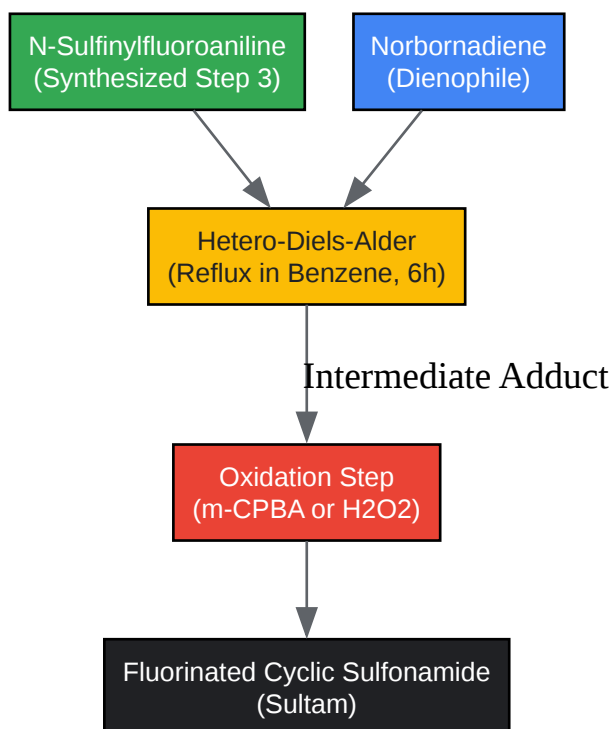 N-Sulfinylfluoroaniline
(Synthesized Step 3)
Norbornadiene
(Dienophile)
Hetero-Diels-Alder
(Reflux in Benzene, 6h)
Intermediate Adduct
Oxidation Step
(m-CPBA or H2O2)
Fluorinated Cyclic Sulfonamide
(Sultam)